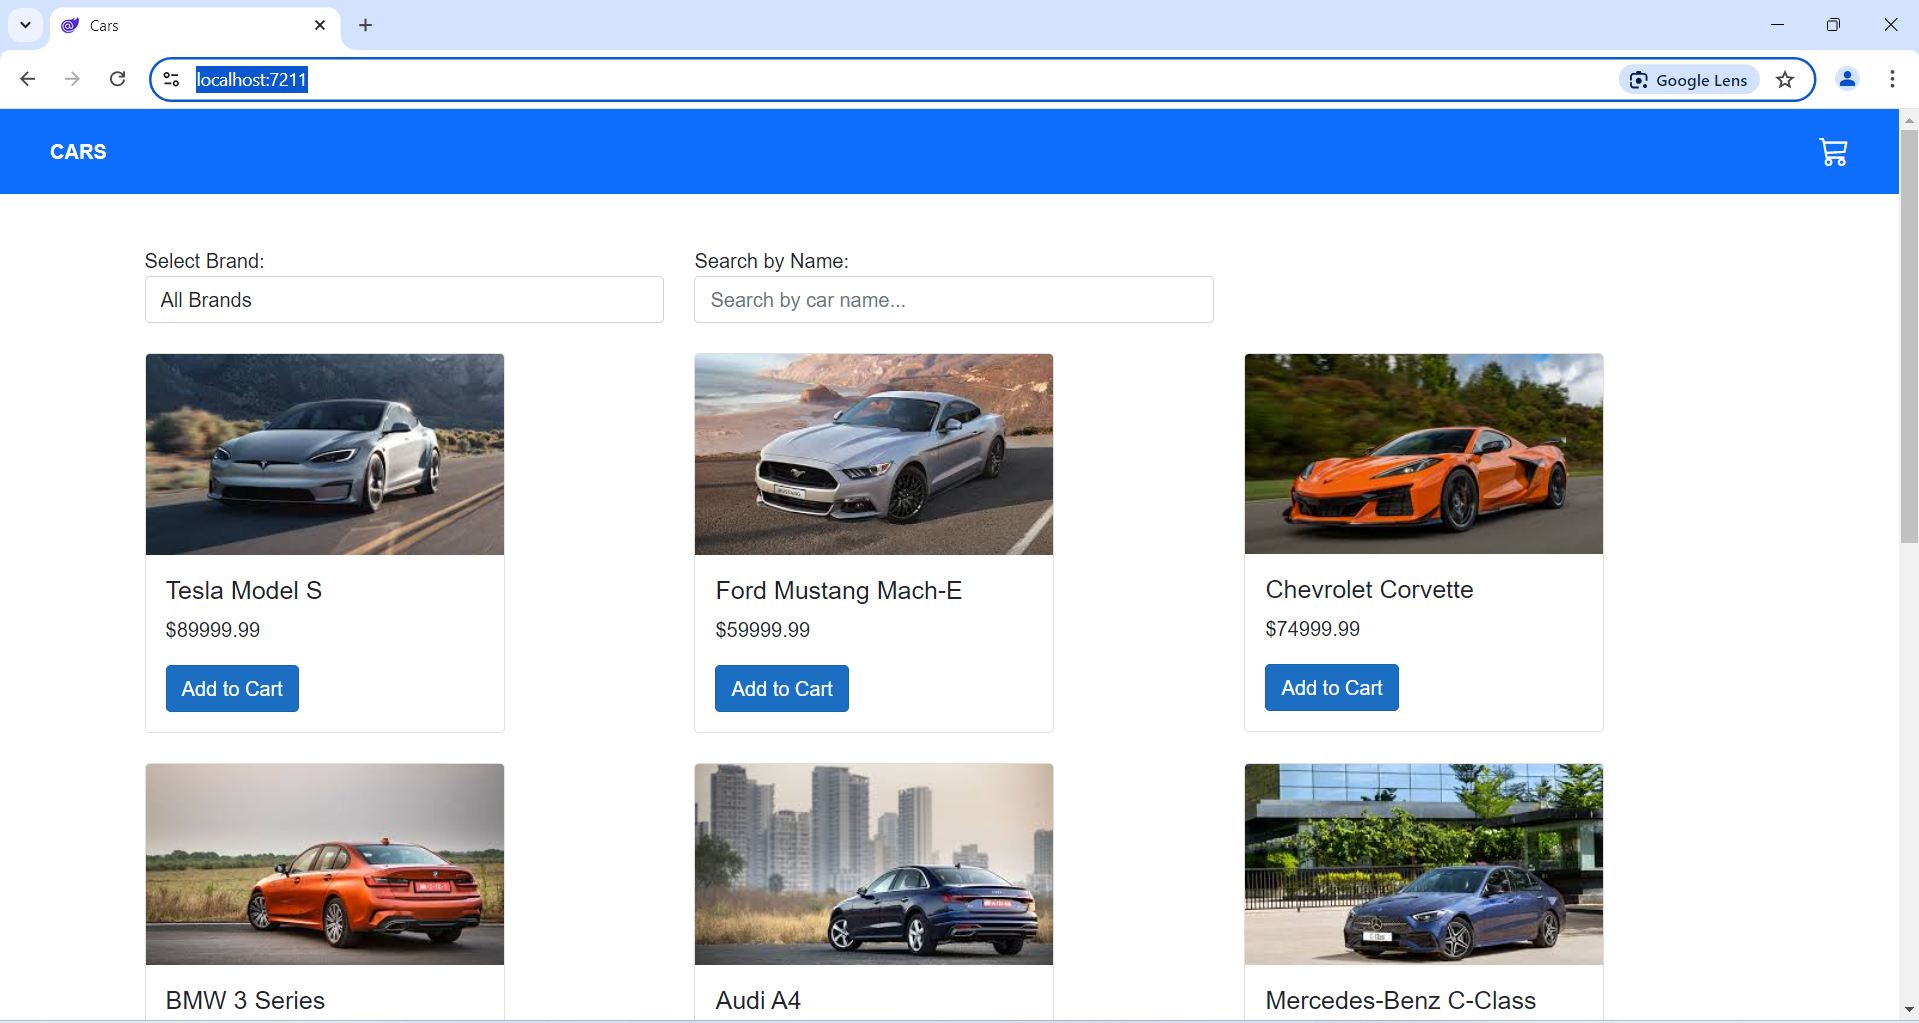 Cars
localhost:7211
Google Lens
CARS
Select Brand:
Search by Name:
All Brands
Search by car name...
MUSTANG
Tesla Model S
Ford Mustang Mach-E
Chevrolet Corvette
$89999.99
$59999.99
$74999.99
Add to Cart
Add to Cart
Add to Cart
BMW 3 Series
Audi A4
Mercedes-Benz C-Class